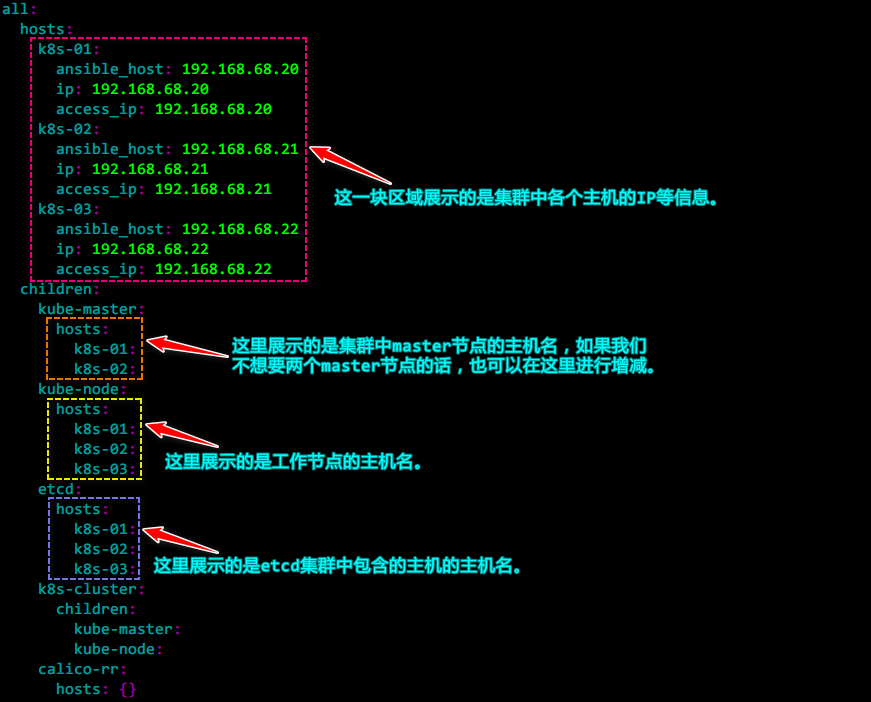 all:
  hosts:
    k8s-01:
      ansible_host: 192.168.68.20
      ip: 192.168.68.20
      access_ip: 192.168.68.20
    k8s-02:
      ansible_host: 192.168.68.21
      ip: 192.168.68.21
      access_ip: 192.168.68.21
这一块区域展示的是集群中各个主机的IP等信息。
    k8s-03:
      ansible_host: 192.168.68.22
      ip: 192.168.68.22
      access_ip: 192.168.68.22
  children:
    kube-master:
      hosts:
        k8s-01:
        k8s-02:
这里展示的是集群中master节点的主机名，如果我们
不想要两个master节点的话，也可以在这里进行增减。
    kube-node:
      hosts:
        k8s-01:
        k8s-02:
        k8s-03:
这里展示的是工作节点的主机名。
    etcd:
      hosts:
        k8s-01:
        k8s-02:
        k8s-03:
这里展示的是etcd集群中包含的主机的主机名。
    k8s-cluster:
      children:
        kube-master:
        kube-node:
    calico-rr:
      hosts: {}